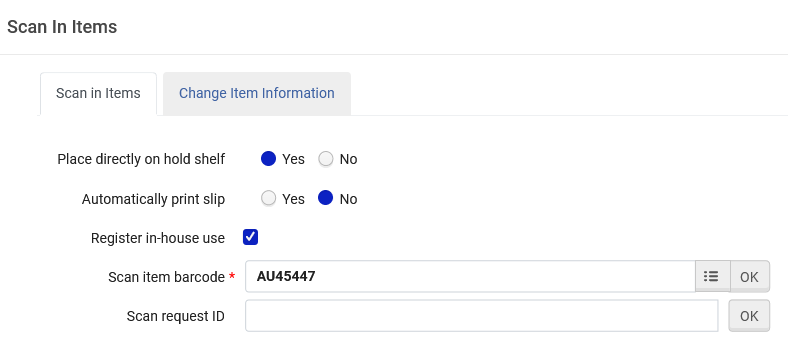 Scan In Items
Scan in Items Change Item Information
Place directly on hold shelf Yes No
Automatically print slip Yes No
Register in-house use
Scan item barcode * AU45447 OK
Scan request ID OK